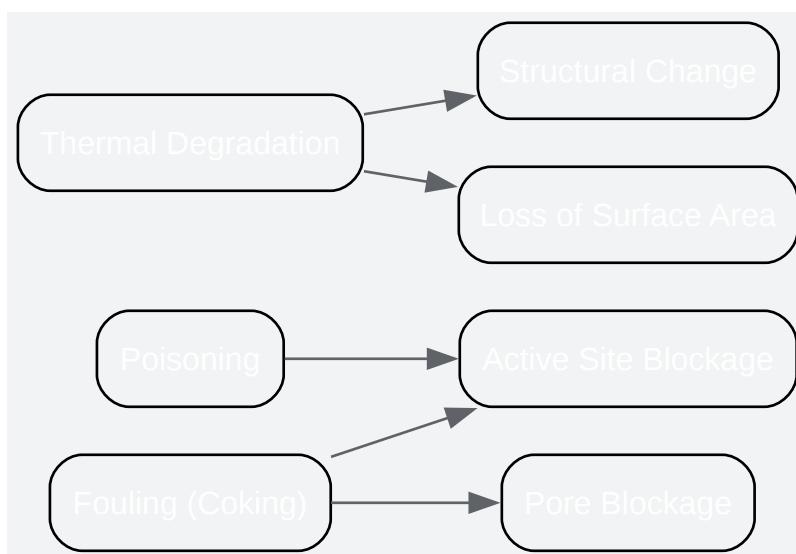 Structural Change
Thermal Degradation
Loss of Surface Area
Poisoning
Active Site Blockage
Fouling (Coking)
Pore Blockage